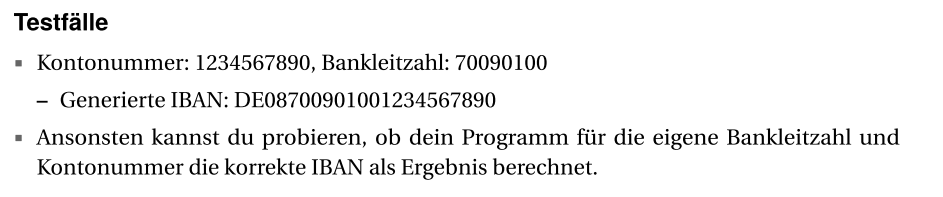 Testfälle
▪ Kontonummer: 1234567890, Bankleitzahl: 70090100
– Generierte IBAN: DE08700901001234567890
▪ Ansonsten kannst du probieren, ob dein Programm für die eigene Bankleitzahl und
Kontonummer die korrekte IBAN als Ergebnis berechnet.